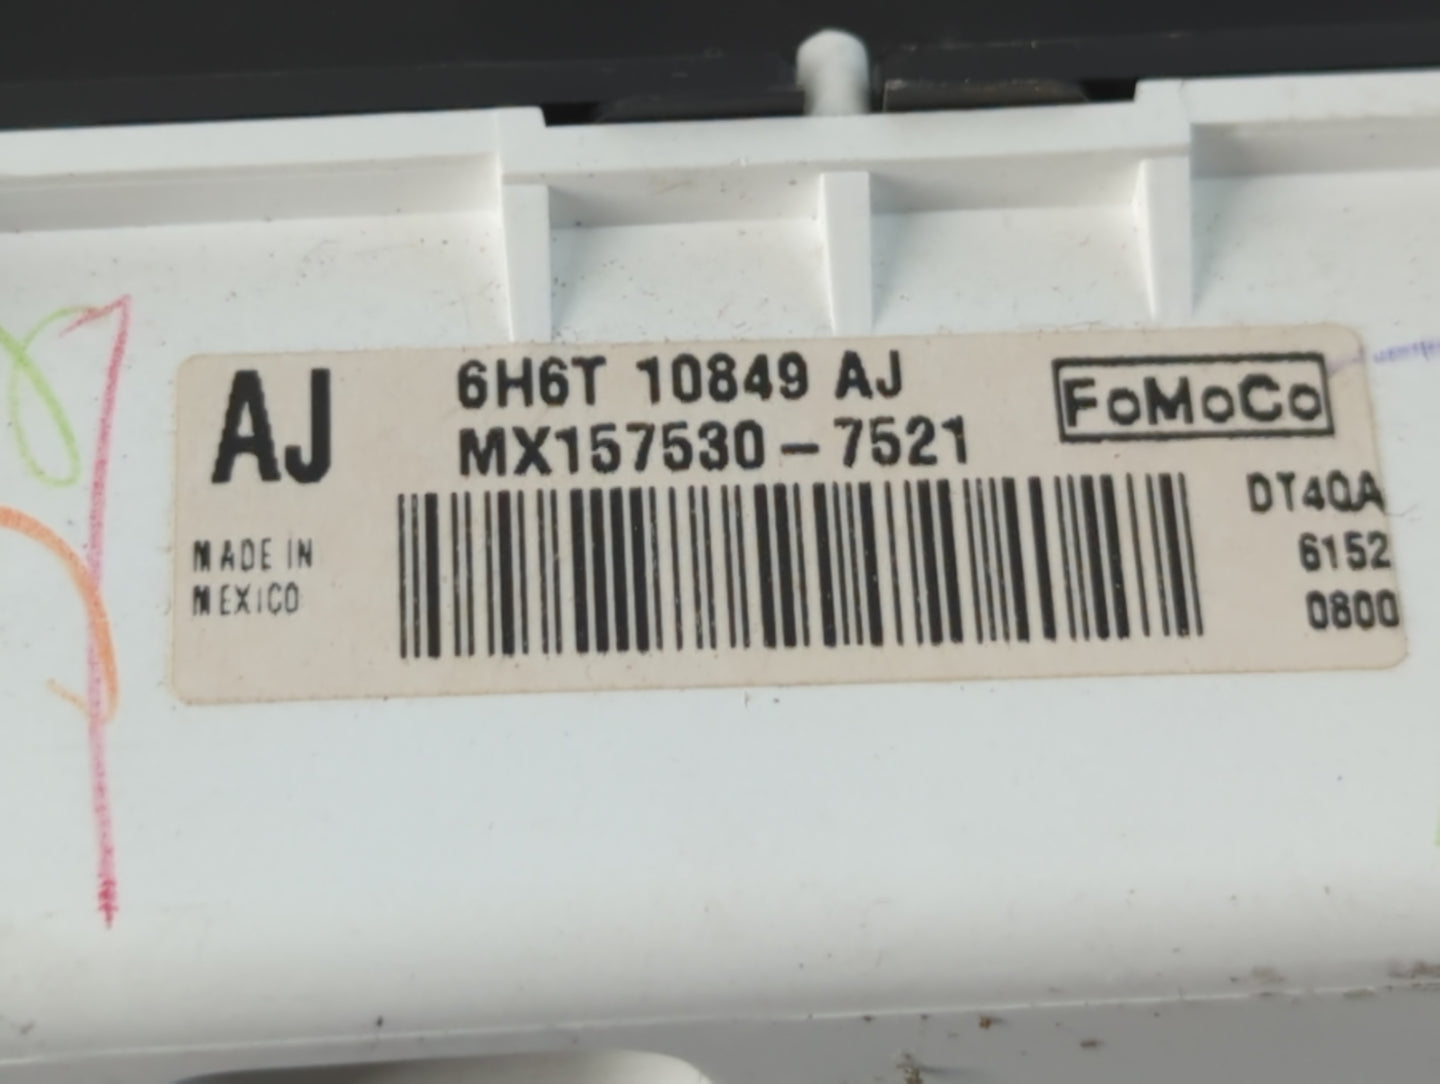 AJ
6H6T 10849 AJ
MX157530-7521
FoMoCo
MADE IN
MEXICO
DT4QA
6152
0800